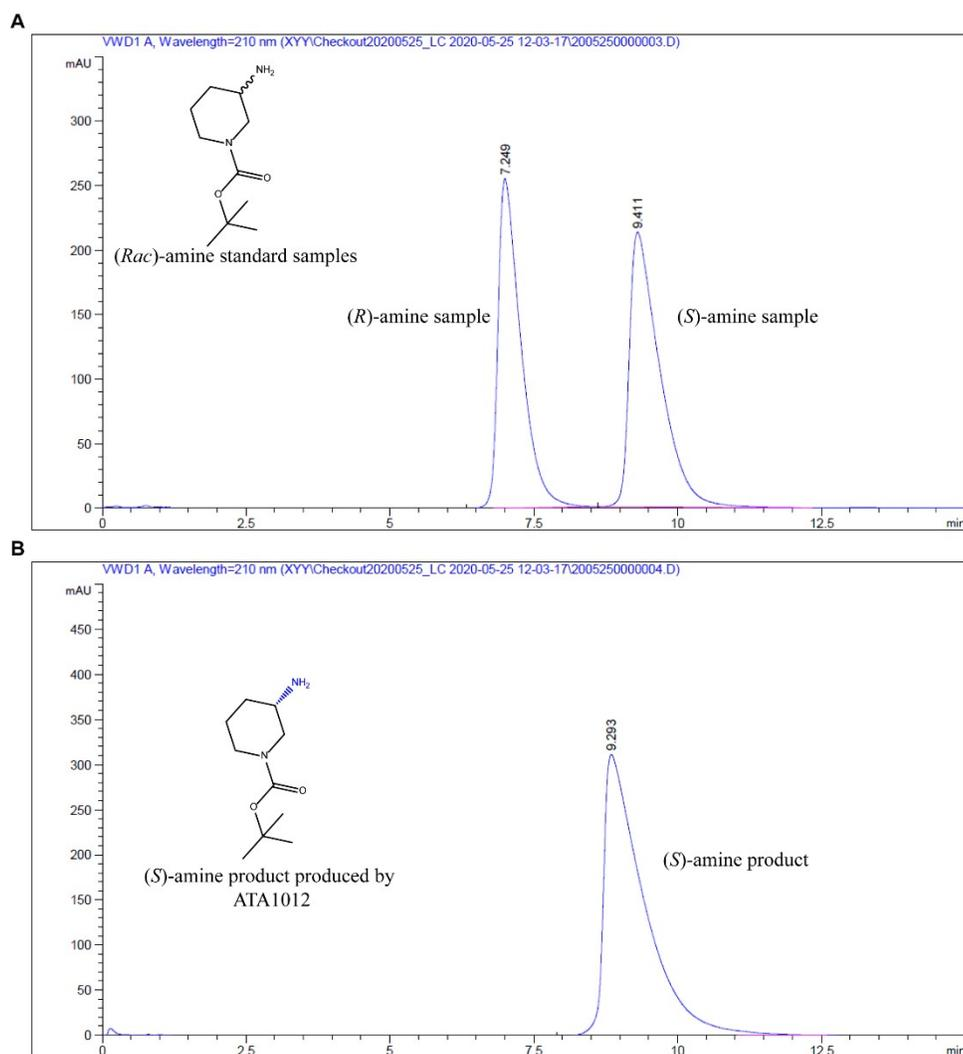 A
VWD1 A, Wavelength=210 nm (XYY\Checkout20200525_LC 2020-05-25 12-03-17\2005250000003.D)
mAU
300
250
200
150
100
50
0
NH2
N
O
O
(Rac)-amine standard samples
7.249
9.411
(R)-amine sample
(S)-amine sample
0
2.5
5
7.5
10
12.5
min
B
VWD1 A, Wavelength=210 nm (XYY\Checkout20200525_LC 2020-05-25 12-03-17\2005250000004.D)
mAU
450
400
350
300
250
200
150
100
50
0
NH2
N
O
O
(S)-amine product produced by
ATA1012
9.293
(S)-amine product
0
2.5
5
7.5
10
12.5
min